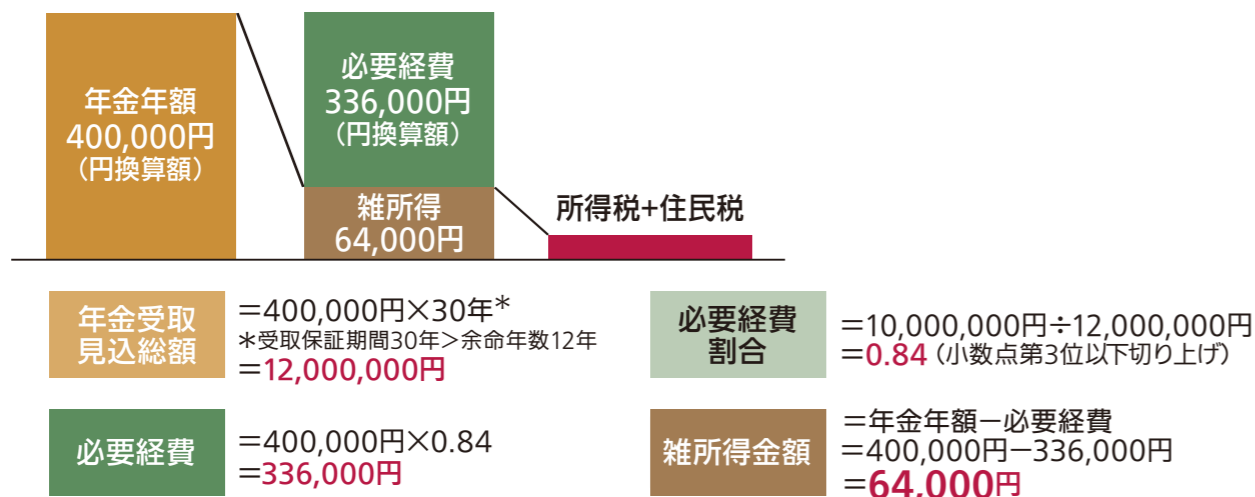 年金年額
400,000円
（円換算額）
必要経費
336,000円
（円換算額）
雑所得
64,000円
所得税+住民税
年金受取
見込総額
＝400,000円×30年＊
＊受取保証期間30年＞余命年数12年
＝12,000,000円
必要経費
割合
＝10,000,000円÷12,000,000円
＝0.84（小数点第3位以下切り上げ）
必要経費
＝400,000円×0.84
＝336,000円
雑所得金額
＝年金年額－必要経費
＝400,000円－336,000円
＝64,000円